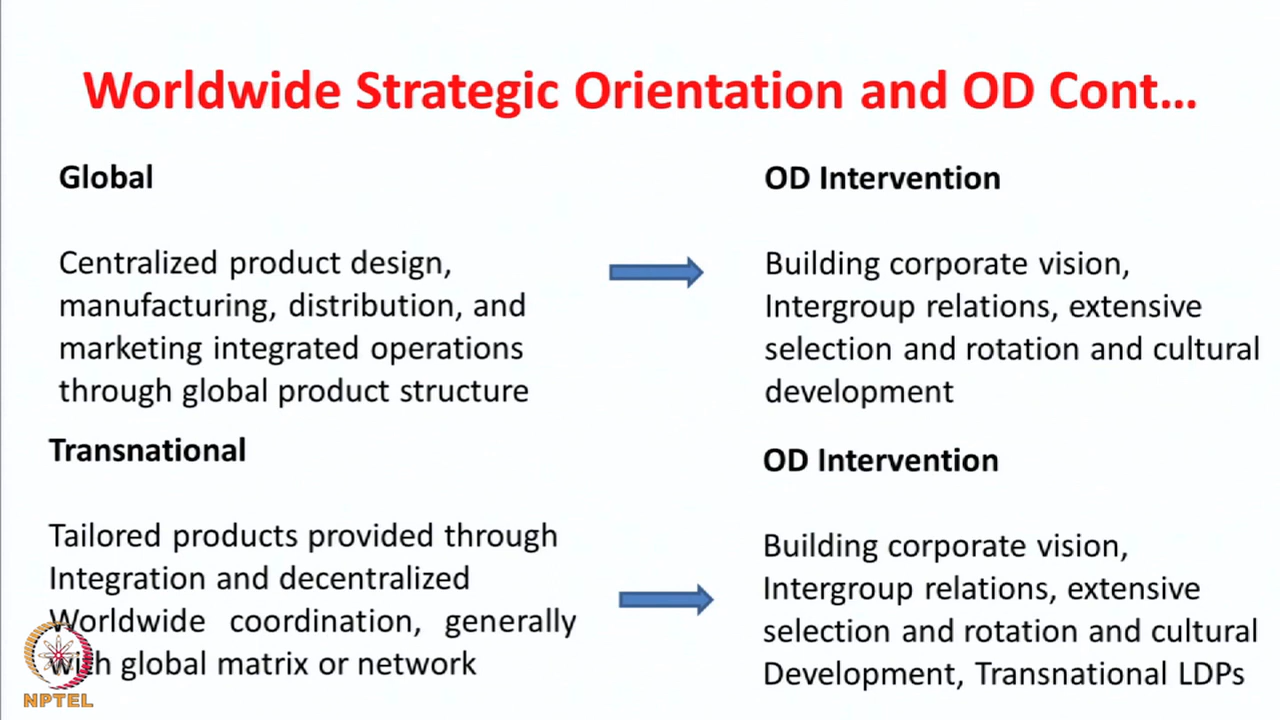 Worldwide Strategic Orientation and OD Cont...
Global
Centralized product design,
manufacturing, distribution, and
marketing integrated operations
through global product structure
OD Intervention
Building corporate vision,
Intergroup relations, extensive
selection and rotation and cultural
development
Transnational
Tailored products provided through
Integration and decentralized
Worldwide coordination, generally
with global matrix or network
OD Intervention
Building corporate vision,
Intergroup relations, extensive
selection and rotation and cultural
Development, Transnational LDPs
NPTEL